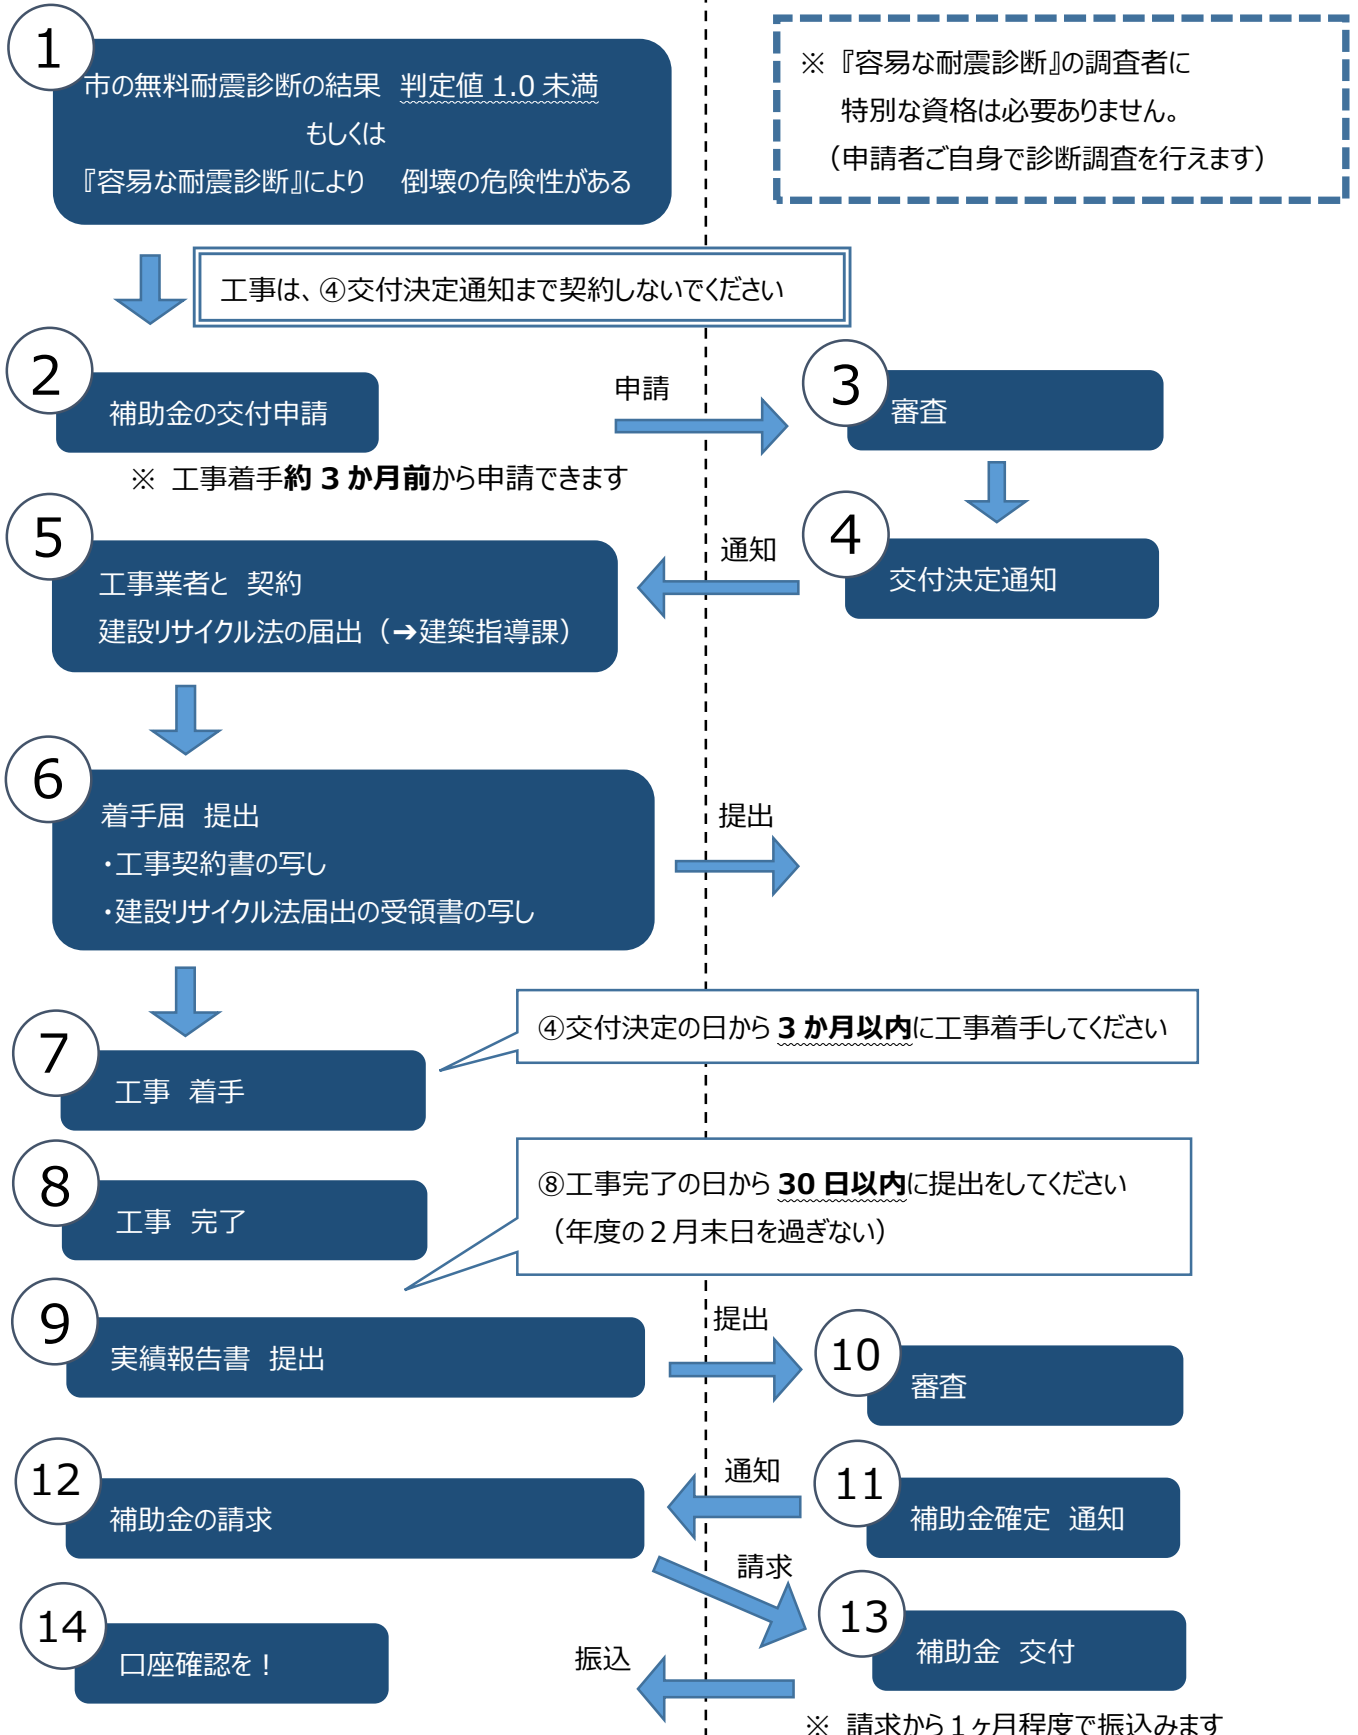 1
市の無料耐震診断の結果　判定値 1.0 未満
もしくは
『容易な耐震診断』により　倒壊の危険性がある
※『容易な耐震診断』の調査者に
特別な資格は必要ありません。
（申請者ご自身で診断調査を行えます）
工事は、④交付決定通知まで契約しないでください
2
補助金の交付申請
申請
3
審査
※ 工事着手約 3 か月前から申請できます
5
工事業者と 契約
建設リサイクル法の届出（➔建築指導課）
通知
4
交付決定通知
6
着手届 提出
・工事契約書の写し
・建設リサイクル法届出の受領書の写し
提出
④交付決定の日から 3 か月以内に工事着手してください
7
工事 着手
8
工事 完了
⑧工事完了の日から 30 日以内に提出をしてください
（年度の２月末日を過ぎない）
9
実績報告書 提出
提出
10
審査
12
補助金の請求
通知
11
補助金確定 通知
請求
14
口座確認を！
振込
13
補助金 交付
※ 請求から１ヶ月程度で振込みます